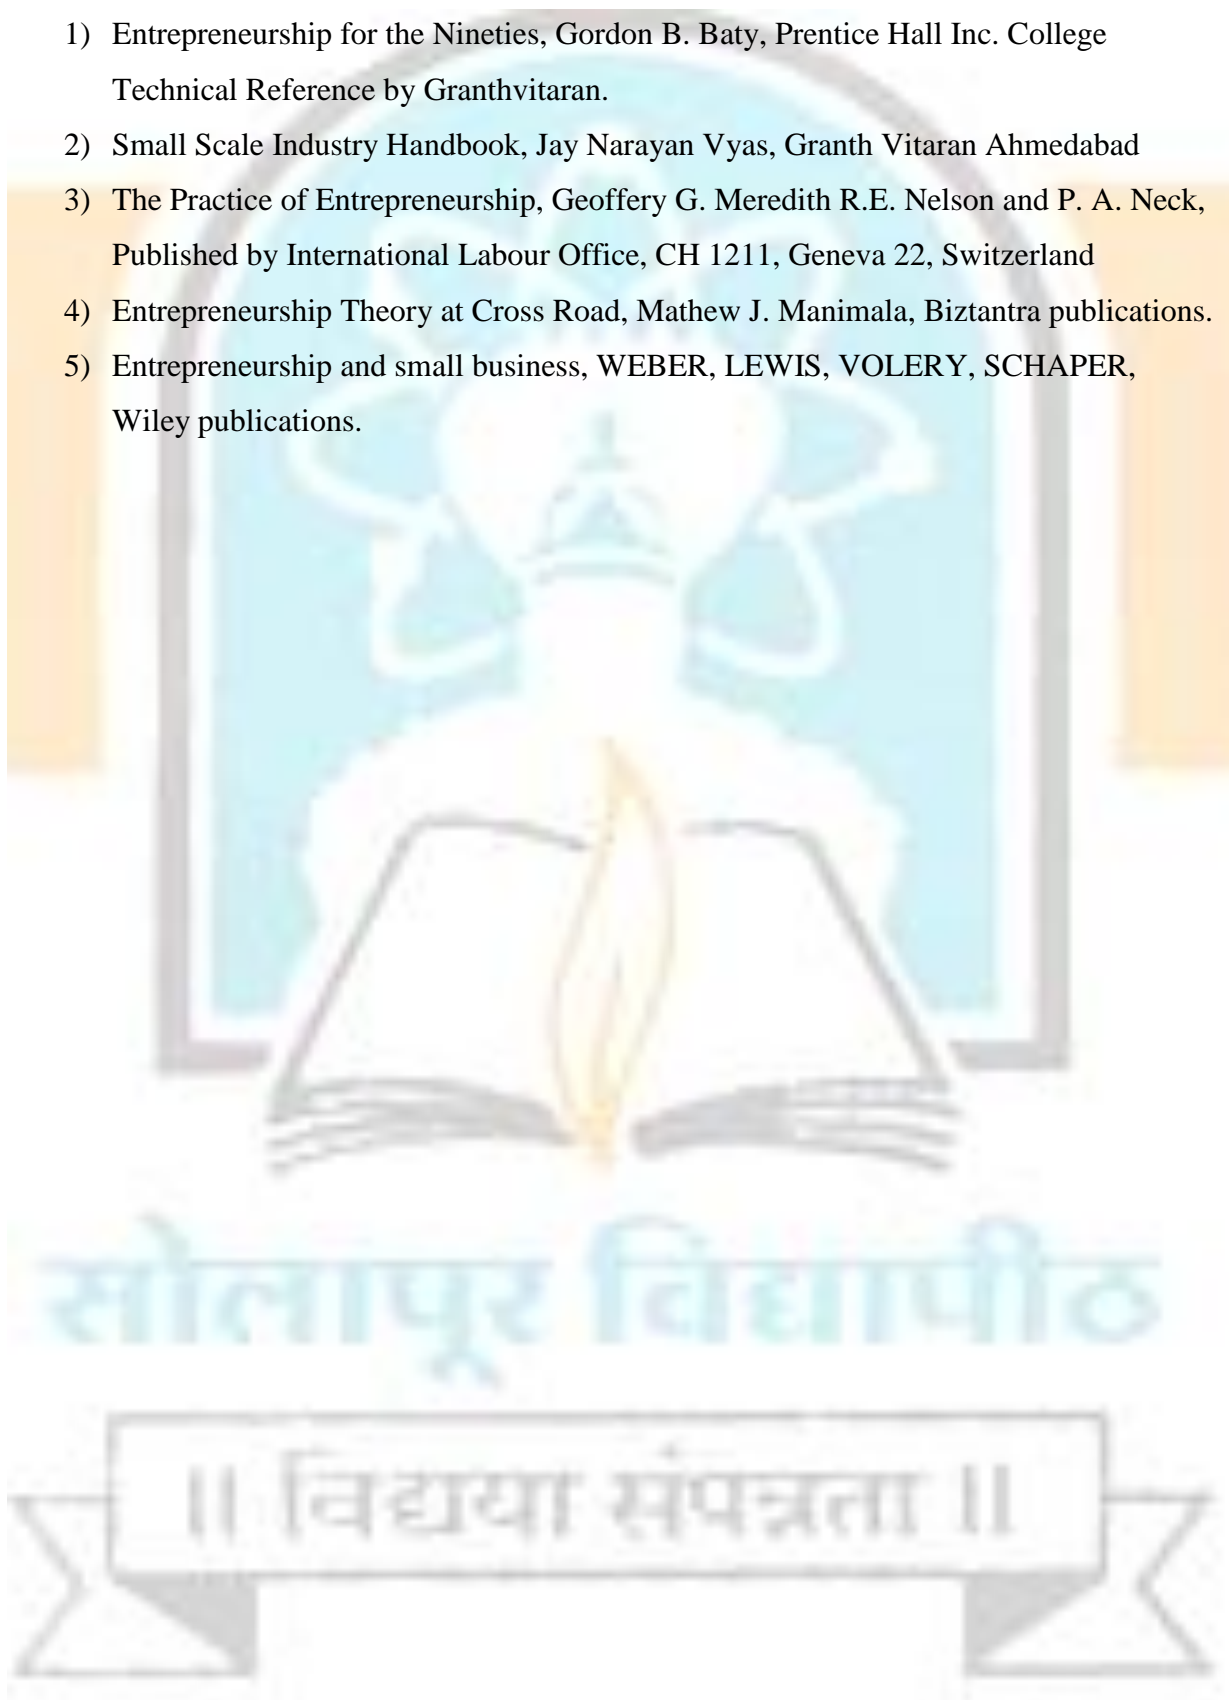 1) Entrepreneurship for the Nineties, Gordon B. Baty, Prentice Hall Inc. College
Technical Reference by Granthvitaran.
2) Small Scale Industry Handbook, Jay Narayan Vyas, Granth Vitaran Ahmedabad
3) The Practice of Entrepreneurship, Geoffery G. Meredith R.E. Nelson and P. A. Neck,
Published by International Labour Office, CH 1211, Geneva 22, Switzerland
4) Entrepreneurship Theory at Cross Road, Mathew J. Manimala, Biztantra publications.
5) Entrepreneurship and small business, WEBER, LEWIS, VOLERY, SCHAPER,
Wiley publications.
सोलापूर विद्यापीठ
॥ विद्यया संपन्नता ॥